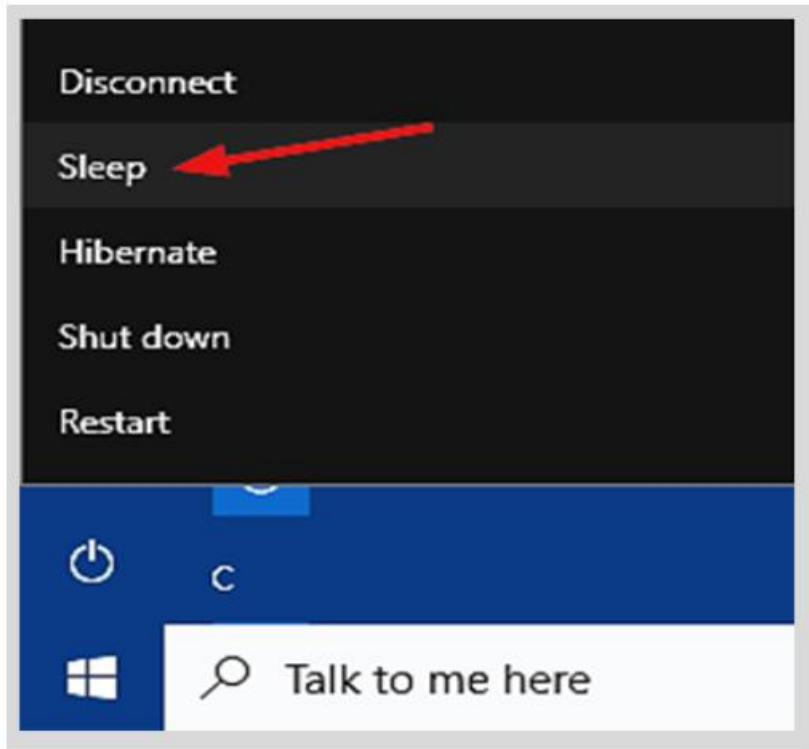 Disconnect
Sleep
Hibernate
Shut down
Restart
C
Talk to me here